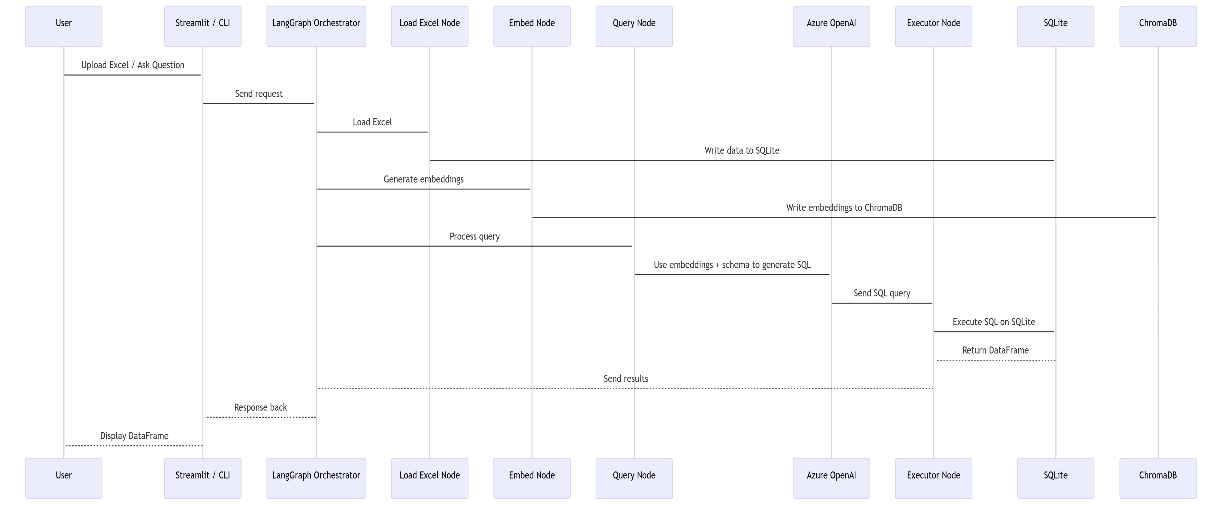 User
Streamlit / CLI
LangGraph Orchestrator
Load Excel Node
Embed Node
Query Node
Azure OpenAI
Executor Node
SQLite
ChromaDB
Upload Excel / Ask Question
Send request
Load Excel
Write data to SQLite
Generate embeddings
Write embeddings to ChromaDB
Process query
Use embeddings + schema to generate SQL
Send SQL query
Execute SQL on SQLite
Return DataFrame
Send results
Response back
Display DataFrame
User
Streamlit / CLI
LangGraph Orchestrator
Load Excel Node
Embed Node
Query Node
Azure OpenAI
Executor Node
SQLite
ChromaDB